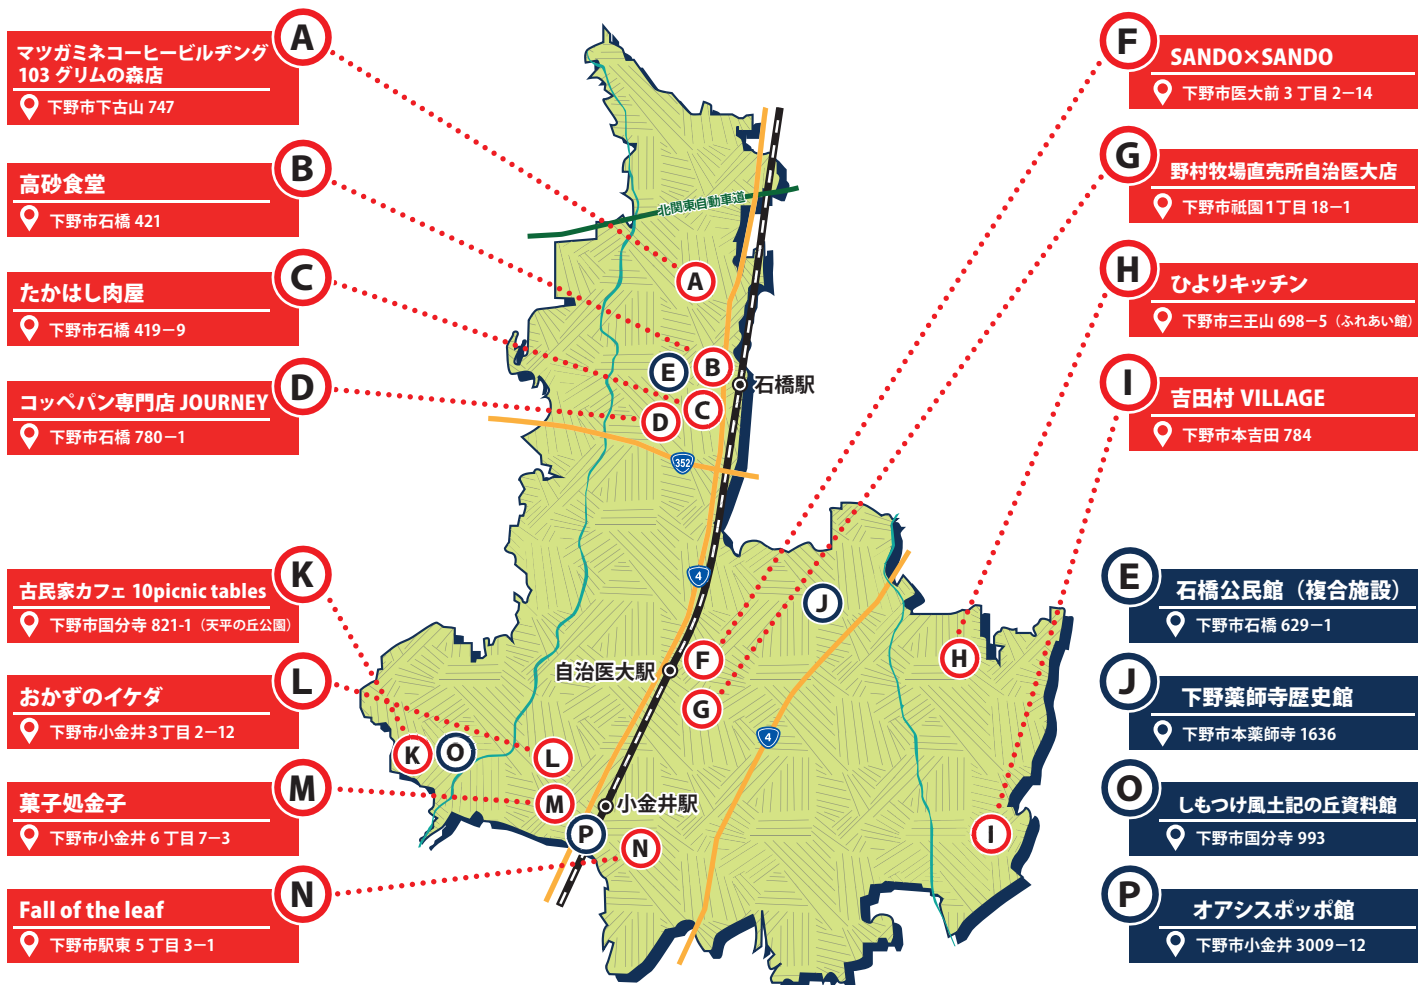 A
マツガミネコーヒービルヂング
103 グリムの森店
下野市下古山 747
B
高砂食堂
下野市石橋 421
C
たかはし肉屋
下野市石橋 419−9
D
コッペパン専門店 JOURNEY
下野市石橋 780−1
K
古民家カフェ 10picnic tables
下野市国分寺 821-1（天平の丘公園）
L
おかずのイケダ
下野市小金井3丁目 2−12
M
菓子処金子
下野市小金井 6 丁目 7−3
N
Fall of the leaf
下野市駅東 5 丁目 3−1
北関東自動車道
A
B
E
石橋駅
C
D
352
4
J
自治医大駅
F
H
G
4
K
O
L
M
小金井駅
P
N
I
F
SANDO×SANDO
下野市医大前 3 丁目 2−14
G
野村牧場直売所自治医大店
下野市祇園1丁目 18−1
H
ひよりキッチン
下野市三王山 698−5（ふれあい館）
I
吉田村 VILLAGE
下野市本吉田 784
E
石橋公民館（複合施設）
下野市石橋 629−1
J
下野薬師寺歴史館
下野市本薬師寺 1636
O
しもつけ風土記の丘資料館
下野市国分寺 993
P
オアシスポッポ館
下野市小金井 3009−12